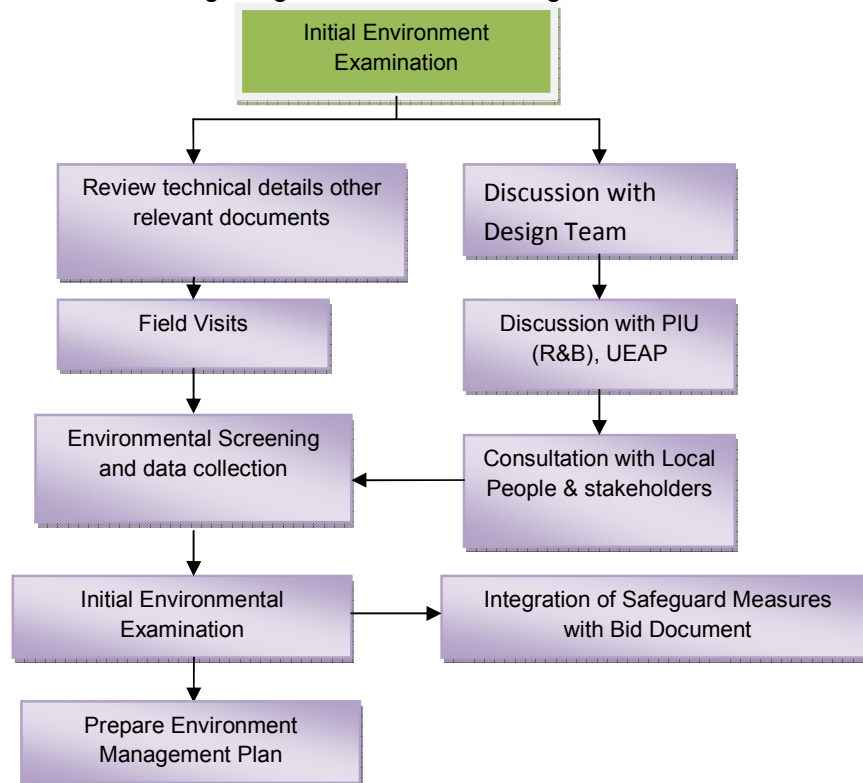 Initial Environment
Examination
Review technical details other
relevant documents
Discussion with
Design Team
Field Visits
Discussion with PIU
(R&B), UEAP
Environmental Screening
and data collection
Consultation with Local
People & stakeholders
Initial Environmental
Examination
Integration of Safeguard Measures
with Bid Document
Prepare Environment
Management Plan